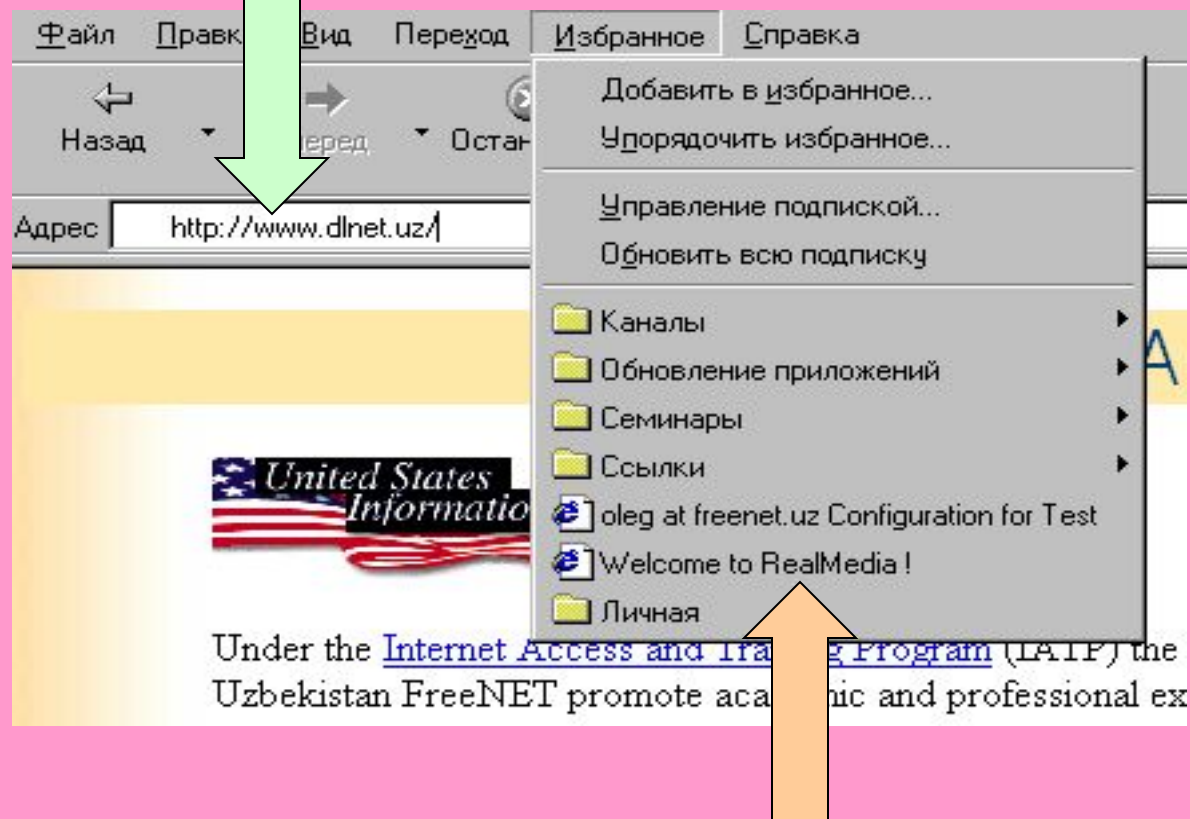 Файл Правк Вид Переход Избранное Справка
Назад перед Остан
Адрес http://www.dlnet.uz/
Добавить в избранное...
Упорядочить избранное...
Управление подпиской...
Обновить всю подписку
Каналы
Обновление приложений
A
Семинары
Ссылки
oleg at freenet.uz Configuration for Test
Welcome to RealMedia !
Личная
United States
Informatio
Under the Internet Access and Tra g Program (IATP) the
Uzbekistan FreeNET promote aca ic and professional ex